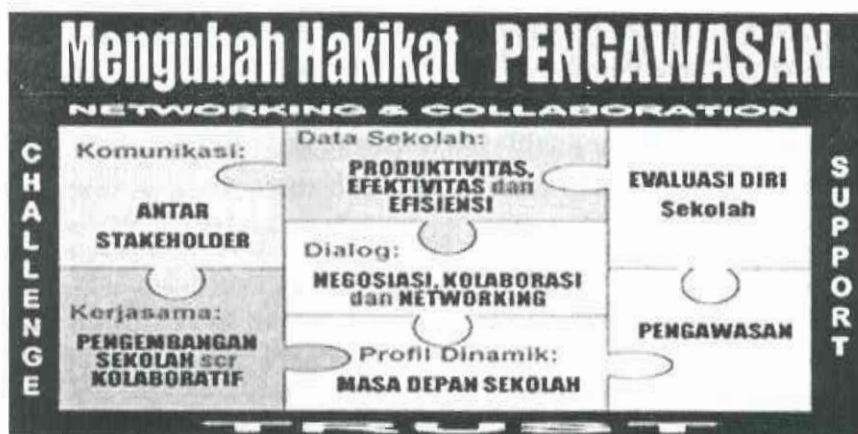 Mengubah Hakikat PENGAWASAN
NETWORKING & COLLABORATION
CHALLENGE
Komunikasi:
ANTAR
STAKEHOLDER
Data Sekolah:
PRODUKTIVITAS,
EFEKTIVITAS dan
EFISIENSI
EVALUASI DIRI
Sekolah
Dialog:
NEGOSIASI, KOLABORASI
dan NETWORKING
Kerjasama:
PENGEMBANGAN
SEKOLAH scr
KOLABORATIF
Profil Dinamik:
MASA DEPAN SEKOLAH
PENGAWASAN
SUPPORT
TRUST